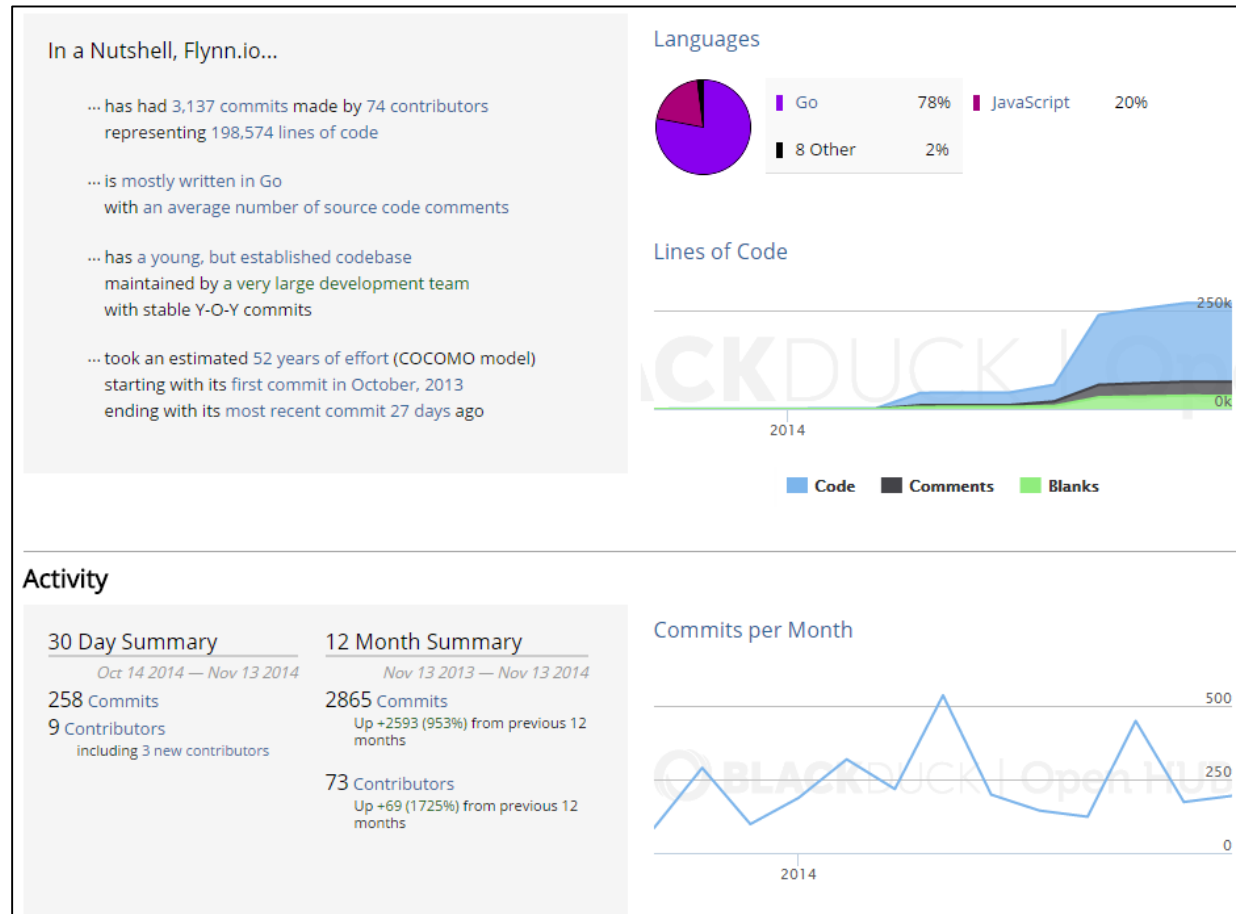 In a Nutshell, Flynn.io...
... has had 3,137 commits made by 74 contributors
representing 198,574 lines of code
... is mostly written in Go
with an average number of source code comments
... has a young, but established codebase
maintained by a very large development team
with stable Y-O-Y commits
... took an estimated 52 years of effort (COCOMO model)
starting with its first commit in October, 2013
ending with its most recent commit 27 days ago
Languages
Go 78% JavaScript 20%
8 Other 2%
Lines of Code
250k
ACKDUCK | Ope
0k
2014
Code Comments Blanks
Activity
30 Day Summary
Oct 14 2014 — Nov 13 2014
258 Commits
9 Contributors
including 3 new contributors
12 Month Summary
Nov 13 2013 — Nov 13 2014
2865 Commits
Up +2593 (953%) from previous 12
months
73 Contributors
Up +69 (1725%) from previous 12
months
Commits per Month
500
250
BLACKDUCK | Open HUB
0
2014